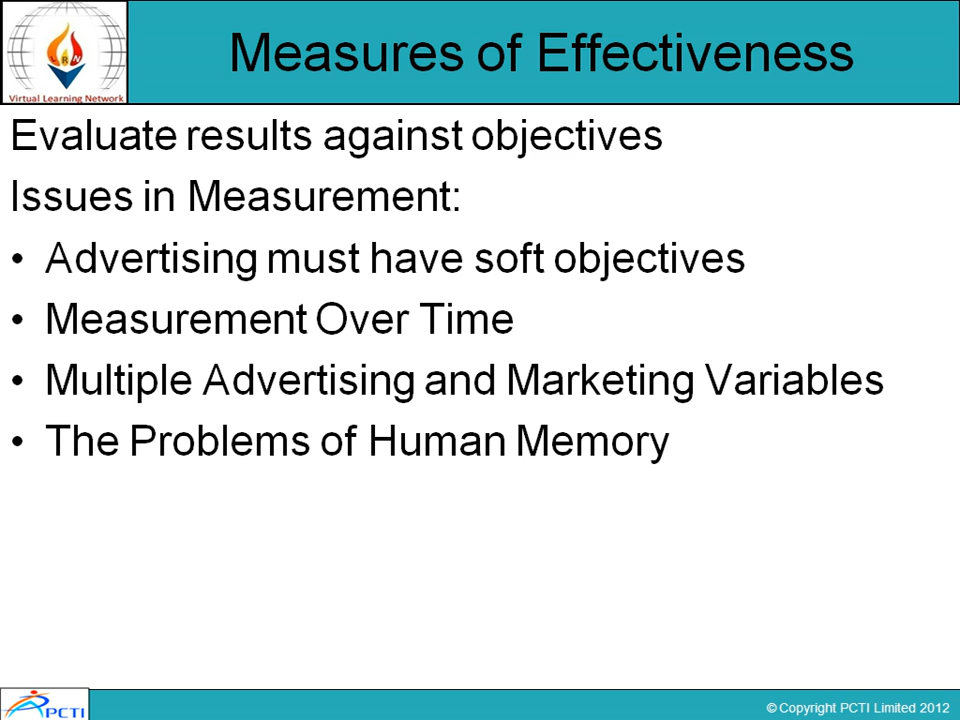 Measures of Effectiveness
Virtual Learning Network
Evaluate results against objectives
Issues in Measurement:
• Advertising must have soft objectives
• Measurement Over Time
• Multiple Advertising and Marketing Variables
• The Problems of Human Memory
PCTI
© Copyright PCTI Limited 2012